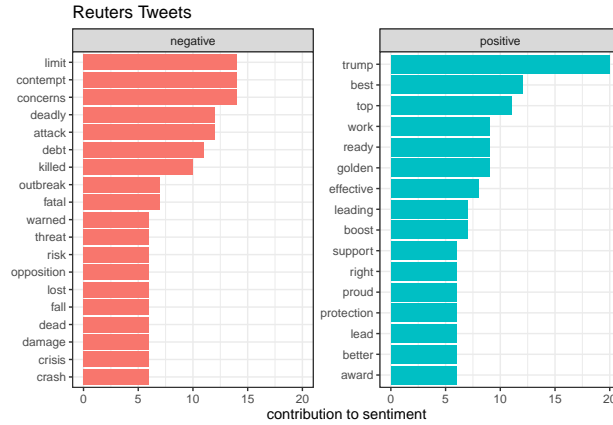 Reuters Tweets
negative
limit
contempt
concerns
deadly
attack
debt
killed
outbreak
fatal
warned
threat
risk
opposition
lost
fall
dead
damage
crisis
crash
0 5 10 15 20
positive
trump
best
top
work
ready
golden
effective
leading
boost
support
right
proud
protection
lead
better
award
0 5 10 15 20
contribution to sentiment